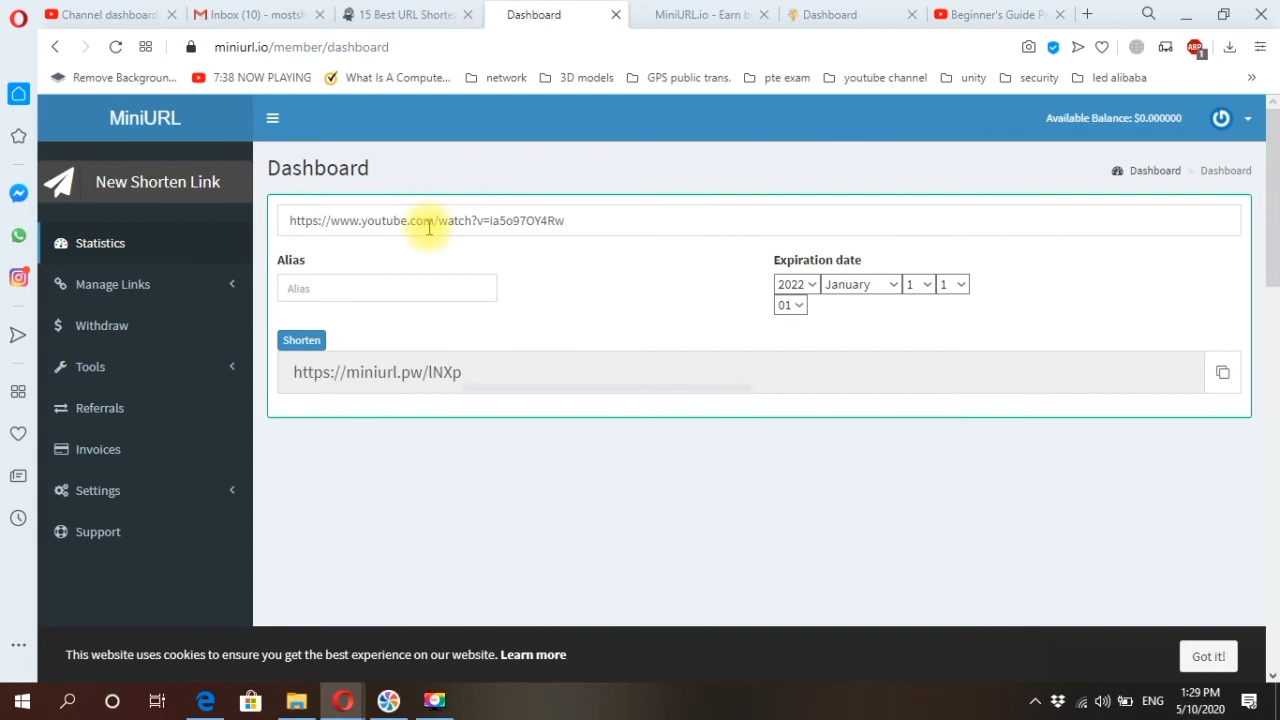 Channel dashboard
Inbox (10) - mostsh
15 Best URL Shorte
Dashboard
MiniURL.io - Earn b
Dashboard
Beginner's Guide P
miniurl.io/member/dashboard
ABP
1
Remove Backgroun...
7:38 NOW PLAYING
What Is A Compute...
network
3D models
GPS public trans.
pte exam
youtube channel
unity
security
led alibaba
MiniURL
Available Balance: $0.000000
New Shorten Link
Dashboard
Dashboard > Dashboard
https://www.youtube.com/watch?v=ia5o97OY4Rw
Statistics
Alias
Expiration date
Manage Links
Alias
2022 January 1 1
01
Withdraw
Shorten
Tools
https://miniurl.pw/lNXp
Referrals
Invoices
Settings
Support
This website uses cookies to ensure you get the best experience on our website. Learn more
Got it!
ENG
1:29 PM
5/10/2020